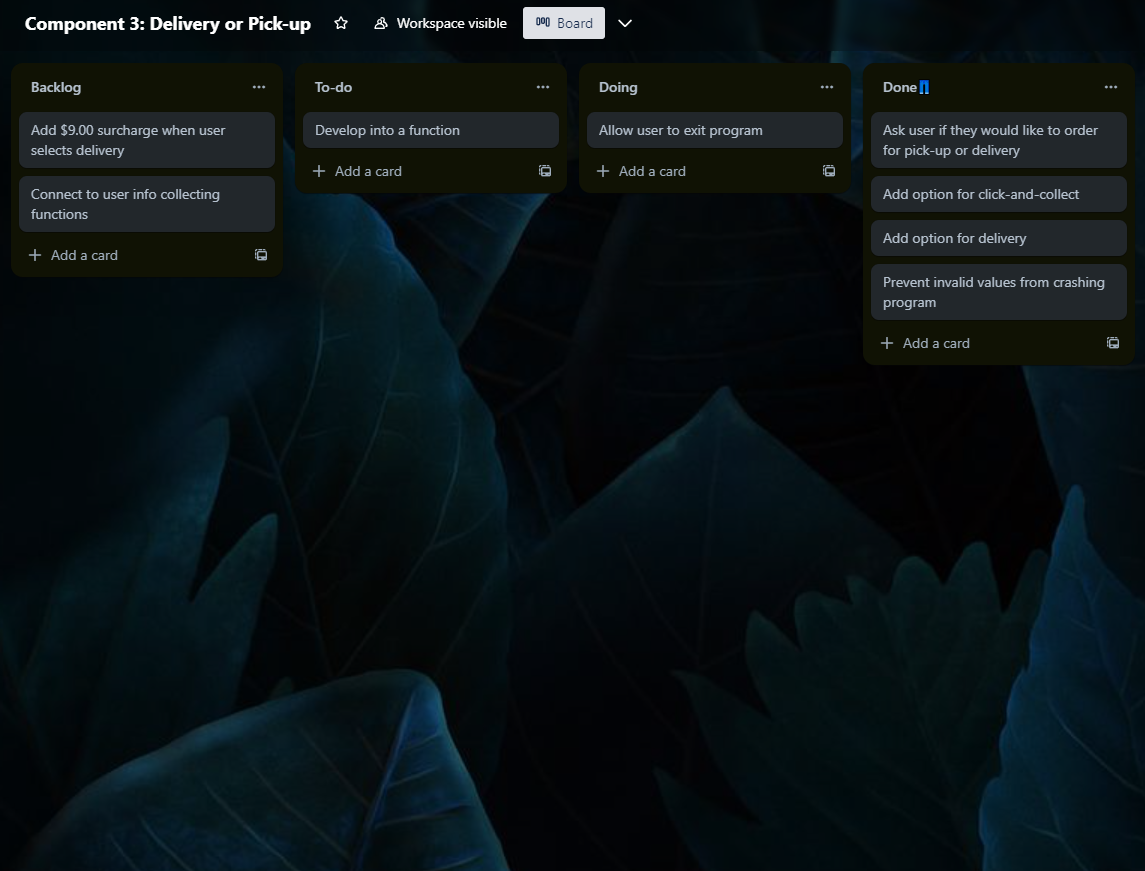 Component 3: Delivery or Pick-up
Workspace visible
Board
Backlog
Add $9.00 surcharge when user
selects delivery
Connect to user info collecting
functions
Add a card
To-do
Develop into a function
Add a card
Doing
Allow user to exit program
Add a card
Done
Ask user if they would like to order
for pick-up or delivery
Add option for click-and-collect
Add option for delivery
Prevent invalid values from crashing
program
Add a card